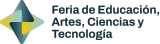 Feria de Educación,
Artes, Ciencias y
Tecnología